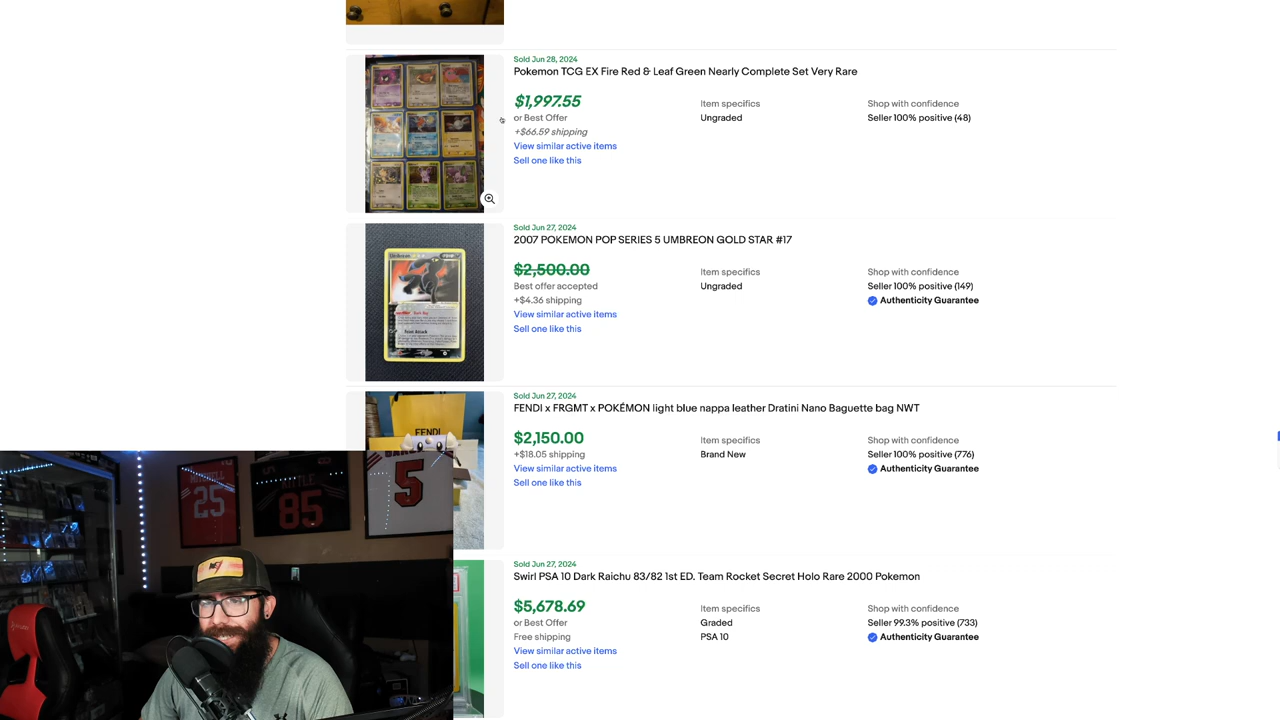 Sold Jun 28, 2024
Pokemon TCG EX Fire Red & Leaf Green Nearly Complete Set Very Rare
$1,997.55
or Best Offer
+$66.59 shipping
View similar active items
Sell one like this
Item specifics
Ungraded
Shop with confidence
Seller 100% positive (48)
Sold Jun 27, 2024
2007 POKEMON POP SERIES 5 UMBREON GOLD STAR #17
$2,500.00
Best offer accepted
+$4.36 shipping
View similar active items
Sell one like this
Item specifics
Ungraded
Shop with confidence
Seller 100% positive (149)
Authenticity Guarantee
Umbreon
Sold Jun 27, 2024
FENDI x FRGMT x POKÉMON light blue nappa leather Dratini Nano Baguette bag NWT
$2,150.00
+$18.05 shipping
View similar active items
Sell one like this
Item specifics
Brand New
Shop with confidence
Seller 100% positive (776)
Authenticity Guarantee
FENDI
Sold Jun 27, 2024
Swirl PSA 10 Dark Raichu 83/82 1st ED. Team Rocket Secret Holo Rare 2000 Pokemon
$5,678.69
or Best Offer
Free shipping
View similar active items
Sell one like this
Item specifics
Graded
PSA 10
Shop with confidence
Seller 99.3% positive (733)
Authenticity Guarantee
25
85
5